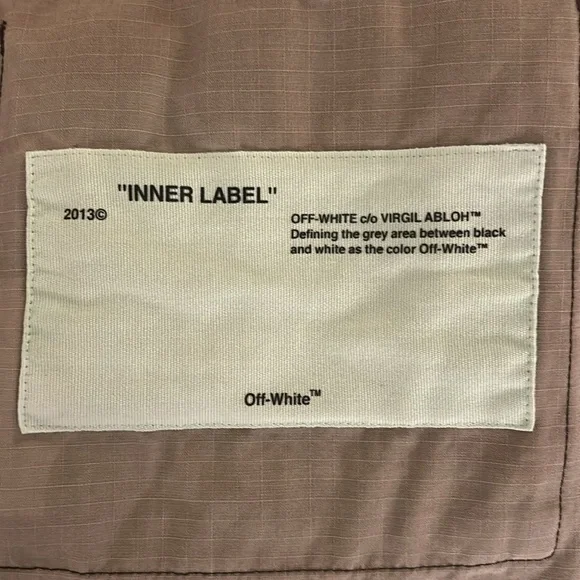 "INNER LABEL"
2013©
OFF-WHITE c/o VIRGIL ABLOH™
Defining the grey area between black
and white as the color Off-White™
Off-White™